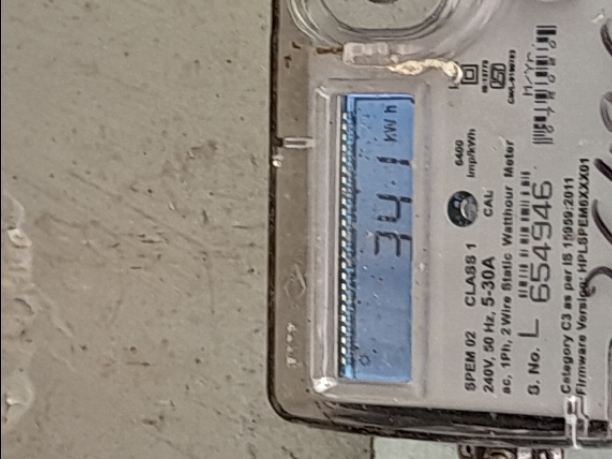 34.1 kWh
6400
imp/kWh
CAL
SPEM 02 CLASS 1
240V, 50 Hz, 5-30A
ac, 1Ph, 2 Wire Static Watthour Meter
S. No. L 654946
Category C3 as per IS 15959:2011
Firmware Version: HPLSPEM6XXX01
M/Yr.